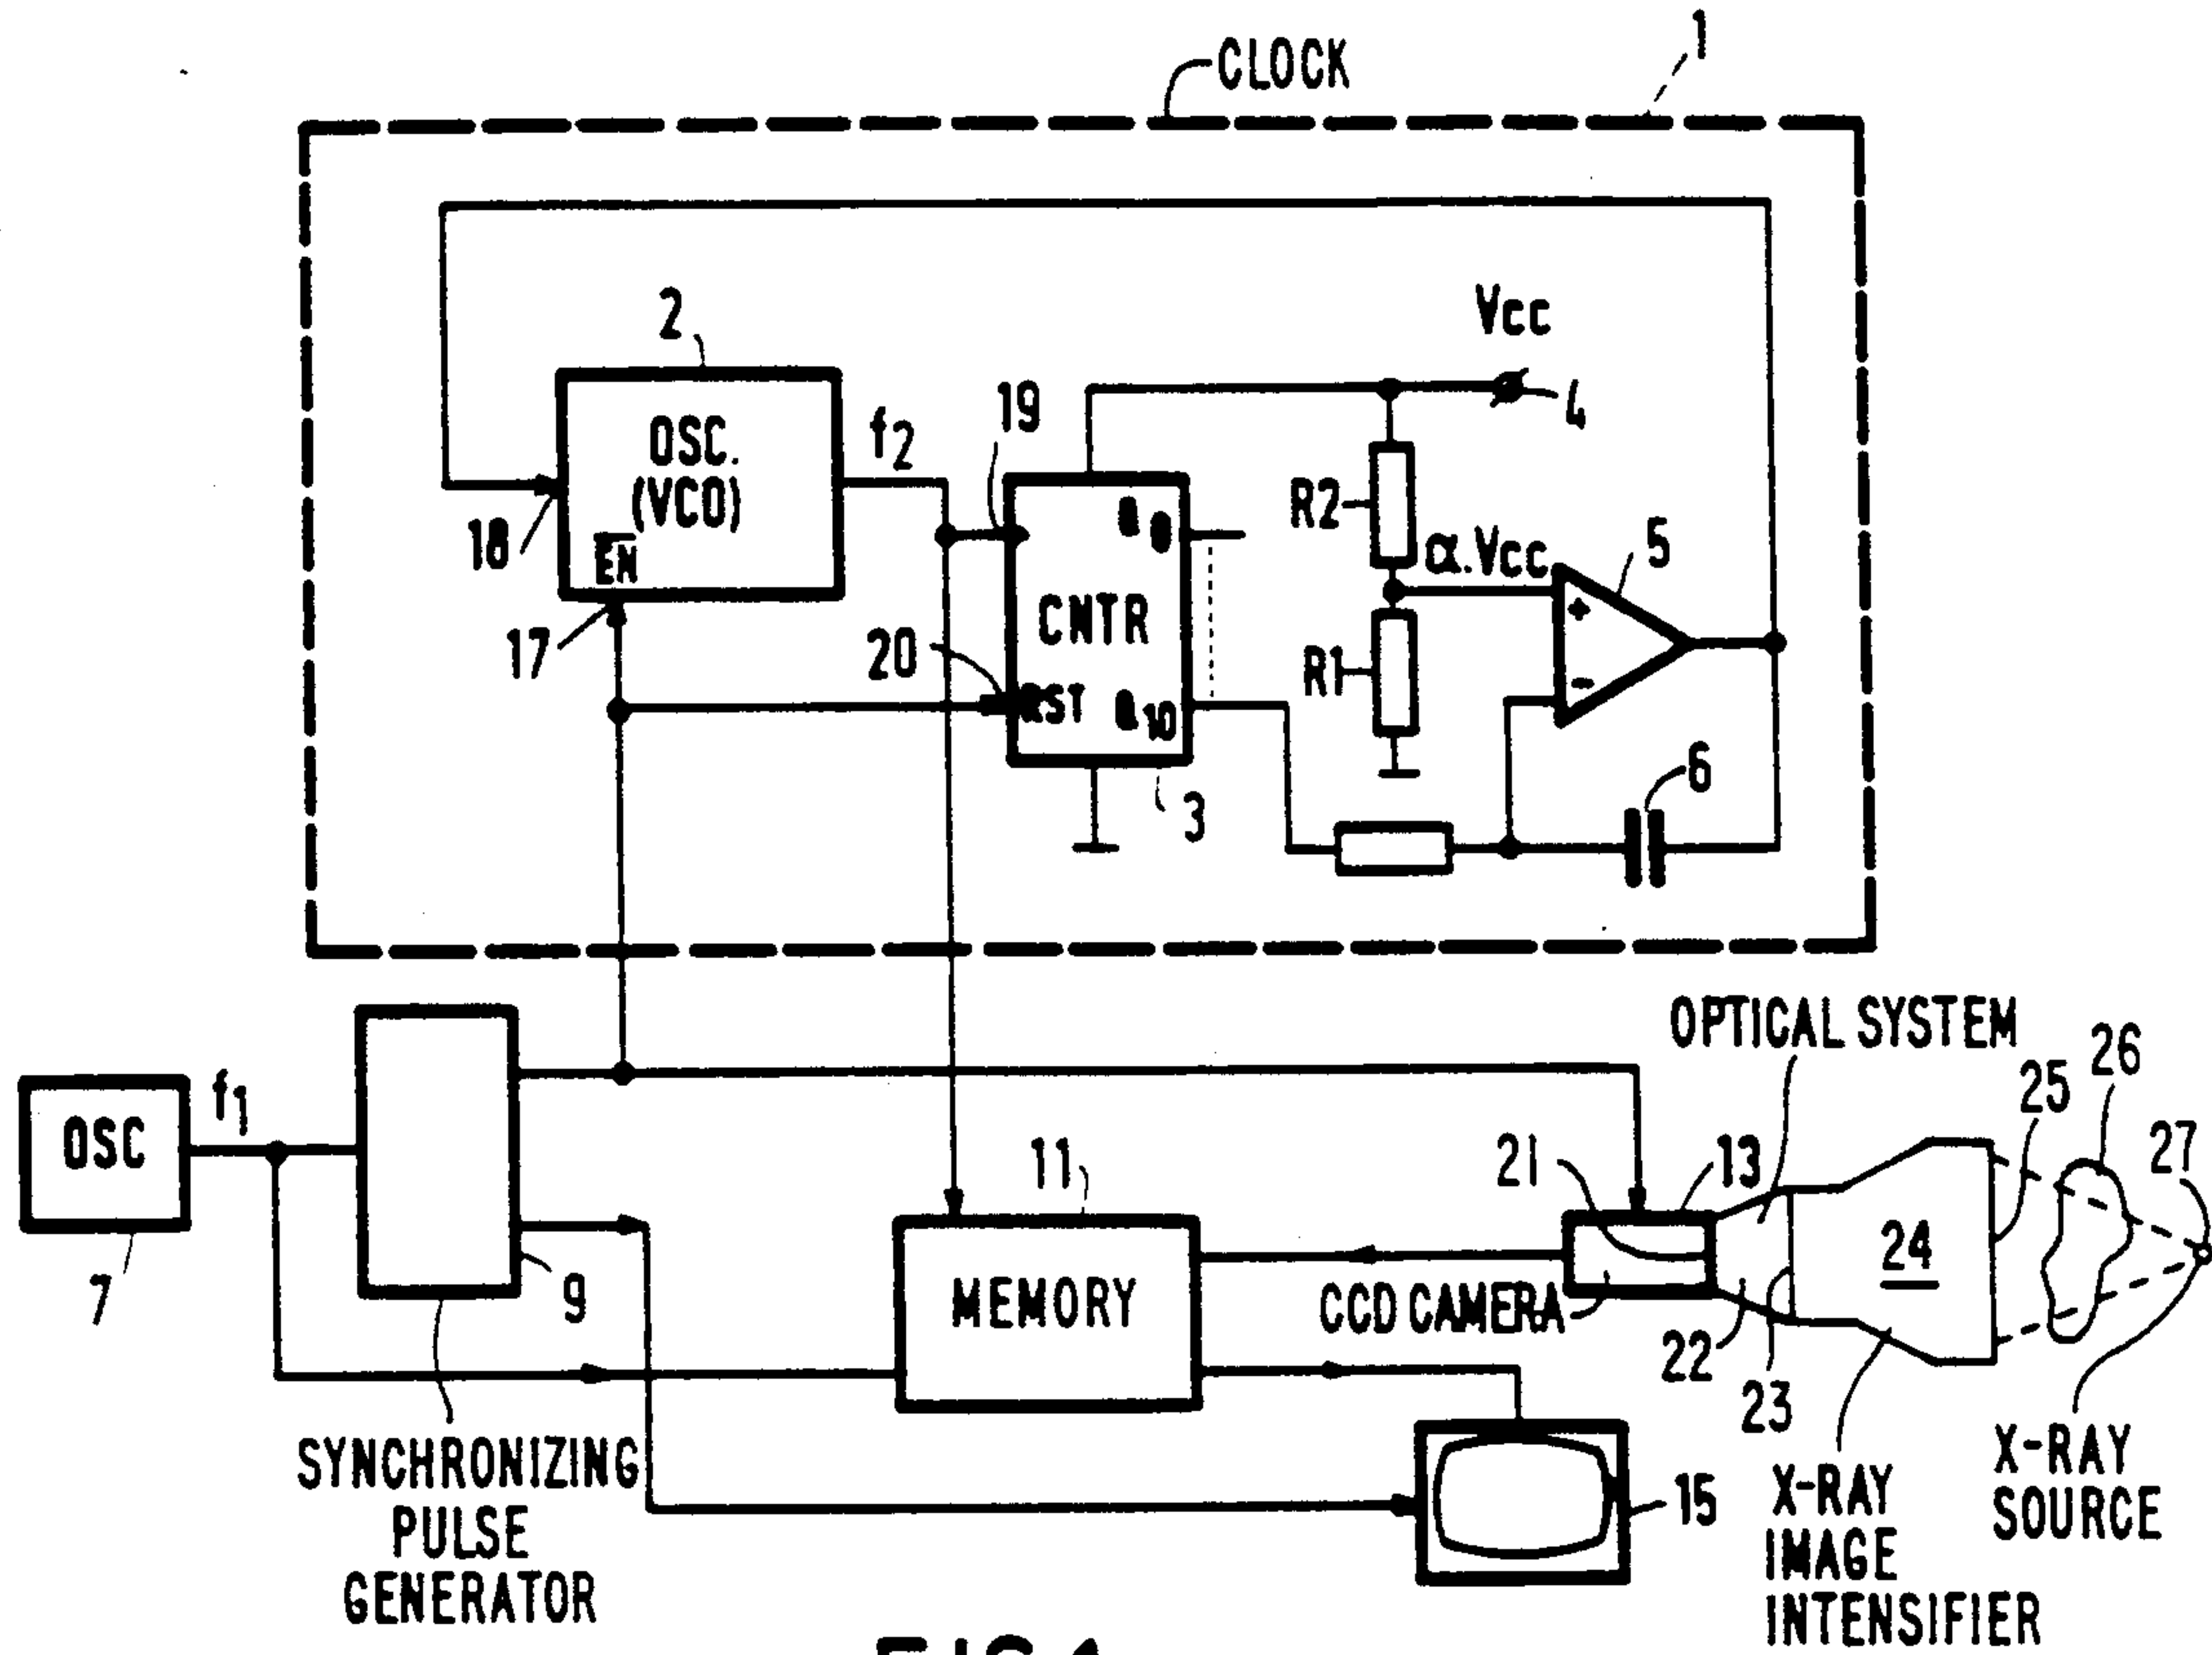 CLOCK
1
Vcc
2
4
19
OSC.
(VCO)
f2
R2
α.Vcc
5
18
EN
CNTR
17
20
R1
+
-
RST
Q10
6
3
OPTICAL SYSTEM
26
25
f1
OSC
11
21
13
27
24
MEMORY
7
9
CCD CAMERA
22
23
SYNCHRONIZING
PULSE
GENERATOR
15
X-RAY
IMAGE
INTENSIFIER
X-RAY
SOURCE